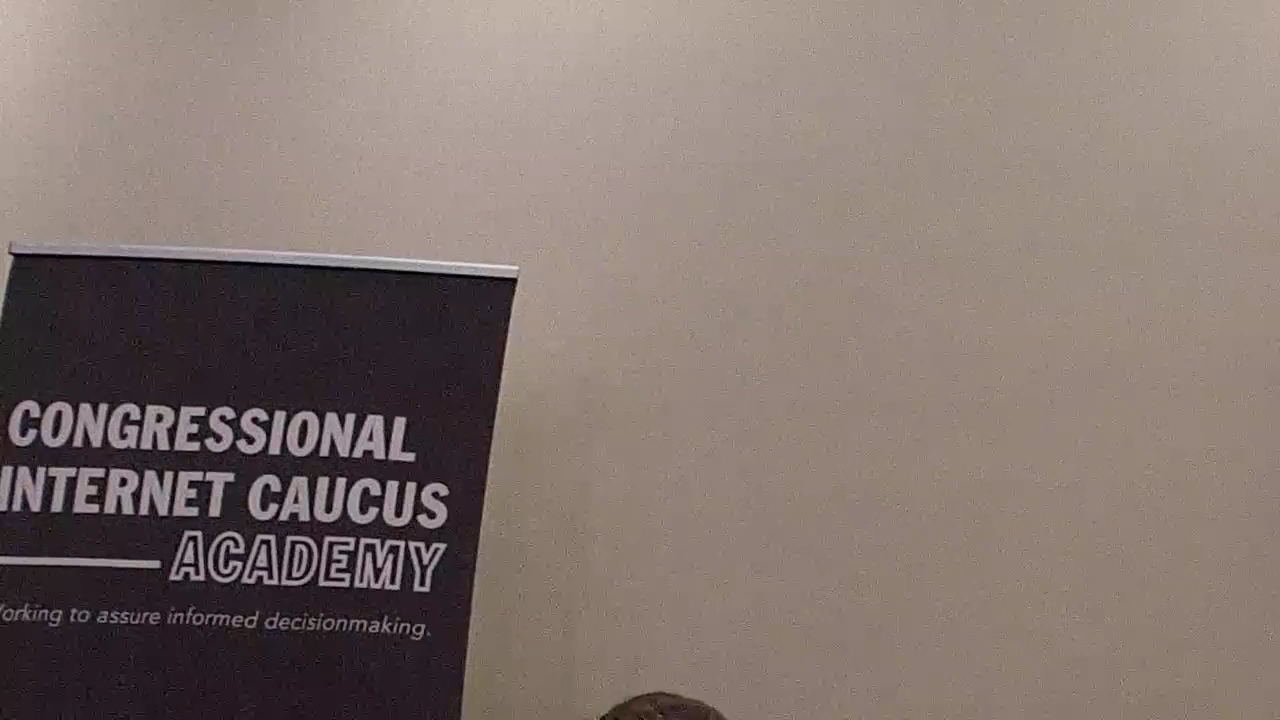 CONGRESSIONAL
INTERNET CAUCUS
ACADEMY
orking to assure informed decisionmaking.